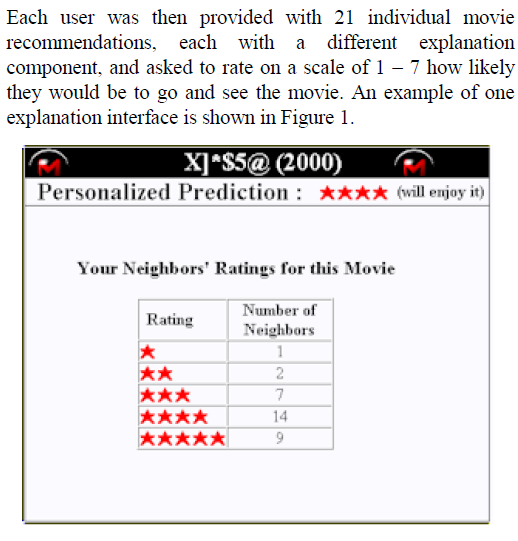 Each user was then provided with 21 individual movie
recommendations, each with a different explanation
component, and asked to rate on a scale of 1 – 7 how likely
they would be to go and see the movie. An example of one
explanation interface is shown in Figure 1.
X]*$5@ (2000)
Personalized Prediction : ★★★★ (will enjoy it)
Your Neighbors' Ratings for this Movie
Rating Number of
Neighbors
★ 1
★★ 2
★★★ 7
★★★★ 14
★★★★★ 9